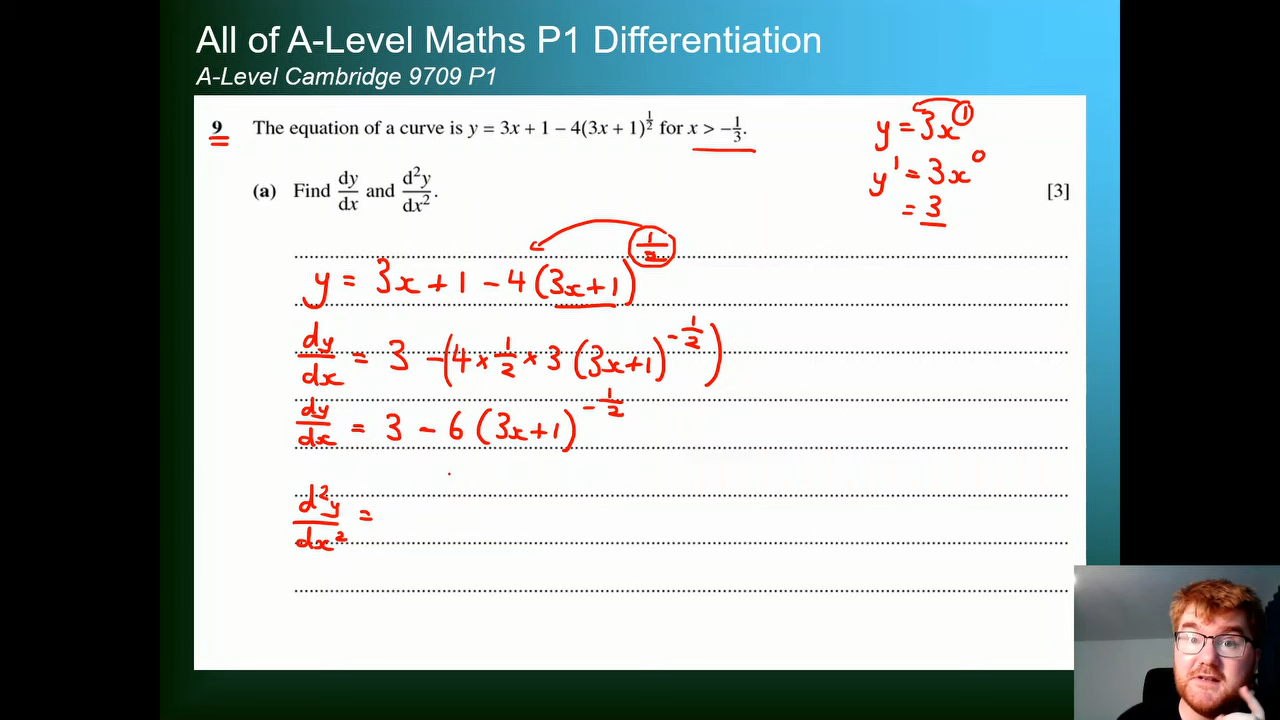 All of A-Level Maths P1 Differentiation
A-Level Cambridge 9709 P1
9 The equation of a curve is y = 3x + 1 − 4(3x + 1)^(1/2) for x > −1/3.
(a) Find dy/dx and d²y/dx². [3]
y = 3x^1
y' = 3x^0
= 3
y = 3x + 1 − 4(3x+1)^(1/2)
dy/dx = 3 − (4 × 1/2 × 3 (3x+1)^(−1/2))
dy/dx = 3 − 6(3x+1)^(−1/2)
d²y/dx² =